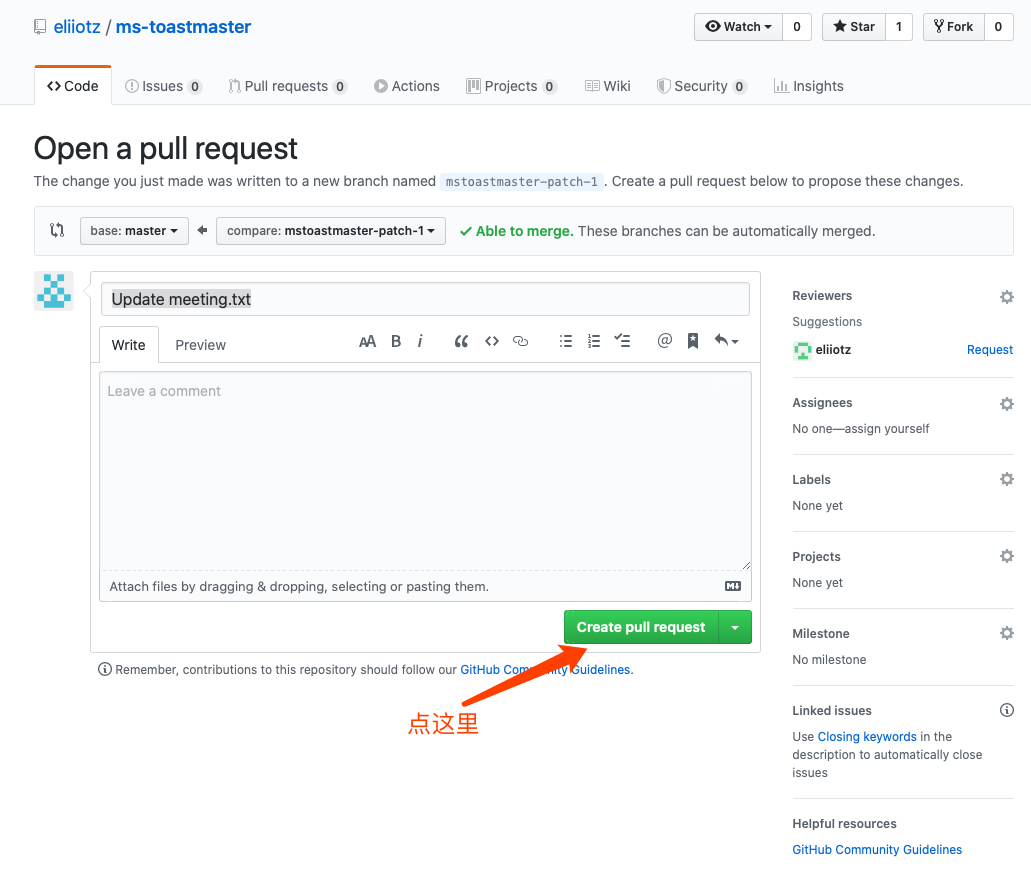 eliiotz / ms-toastmaster
Watch 0 Star 1 Fork 0
Code Issues 0 Pull requests 0 Actions Projects 0 Wiki Security 0 Insights
Open a pull request
The change you just made was written to a new branch named mstoastmaster-patch-1 . Create a pull request below to propose these changes.
base: master compare: mstoastmaster-patch-1 Able to merge. These branches can be automatically merged.
Update meeting.txt
Write Preview AA B i @
Leave a comment
Attach files by dragging & dropping, selecting or pasting them.
Create pull request
Remember, contributions to this repository should follow our GitHub Community Guidelines.
点这里
Reviewers
Suggestions
eliiotz Request
Assignees
No one—assign yourself
Labels
None yet
Projects
None yet
Milestone
No milestone
Linked issues
Use Closing keywords in the
description to automatically close
issues
Helpful resources
GitHub Community Guidelines